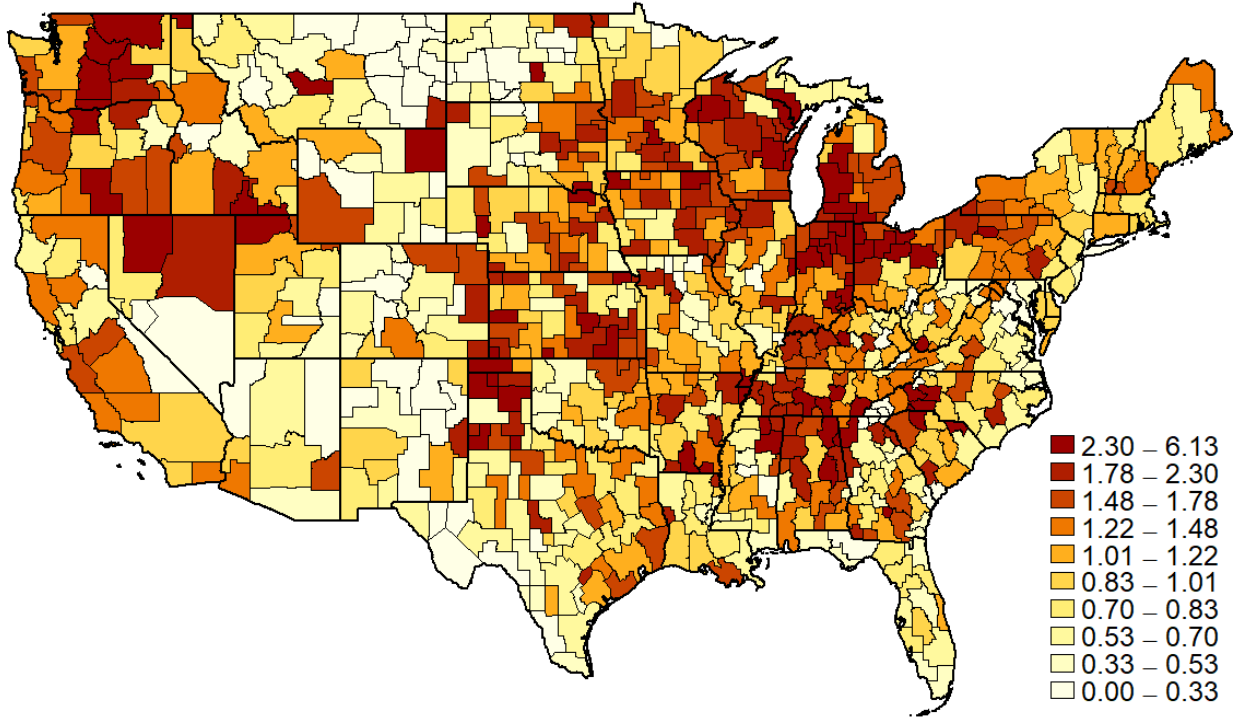 2.30 – 6.13
1.78 – 2.30
1.48 – 1.78
1.22 – 1.48
1.01 – 1.22
0.83 – 1.01
0.70 – 0.83
0.53 – 0.70
0.33 – 0.53
0.00 – 0.33